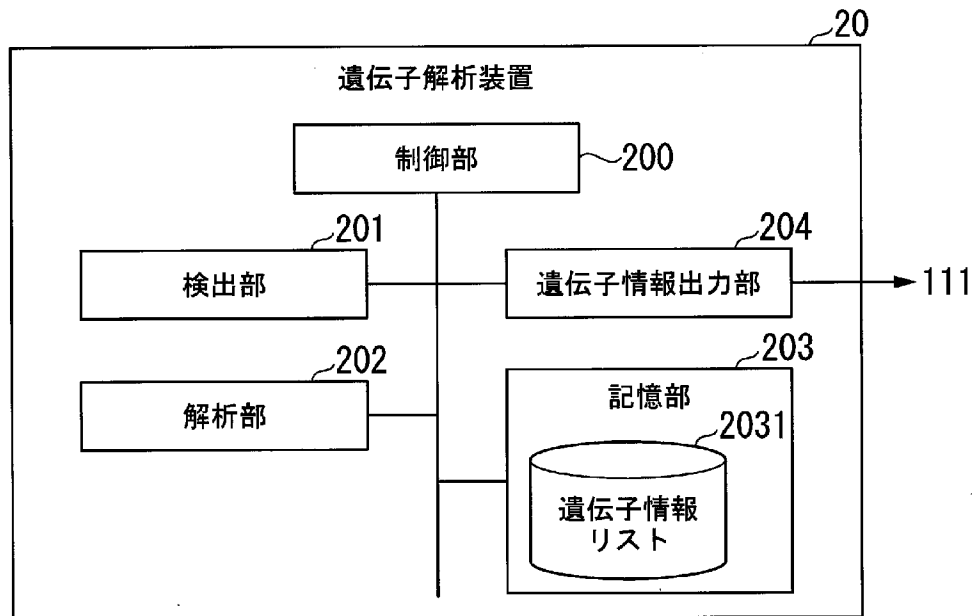 20
遺伝子解析装置
制御部
200
201
検出部
204
遺伝子情報出力部
111
202
解析部
203
記憶部
2031
遺伝子情報
リスト